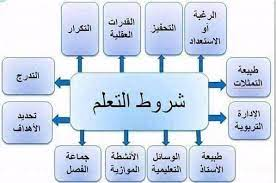 الرغبة
أو
الاستعداد
التحفيز
القدرات
العقلية
التكرار
طبيعة
التمثلات
التدرج
شروط التعلم
الإدارة
التربوية
تحديد
الأهداف
طبيعة
الأستاذ
الوسائل
التعليمية
الأنشطة
الموازية
جماعة
الفصل